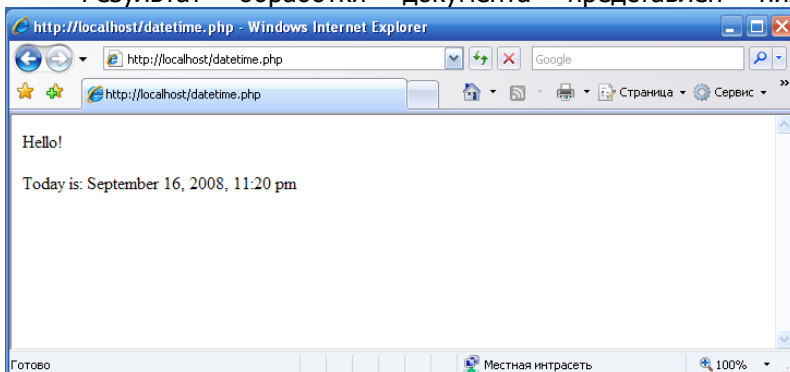 Результат обработки документа представлен
http://localhost/datetime.php - Windows Internet Explorer
http://localhost/datetime.php
Google
http://localhost/datetime.php
Страница
Сервис
»
Hello!
Today is: September 16, 2008, 11:20 pm
Готово
Местная интрасеть
100%